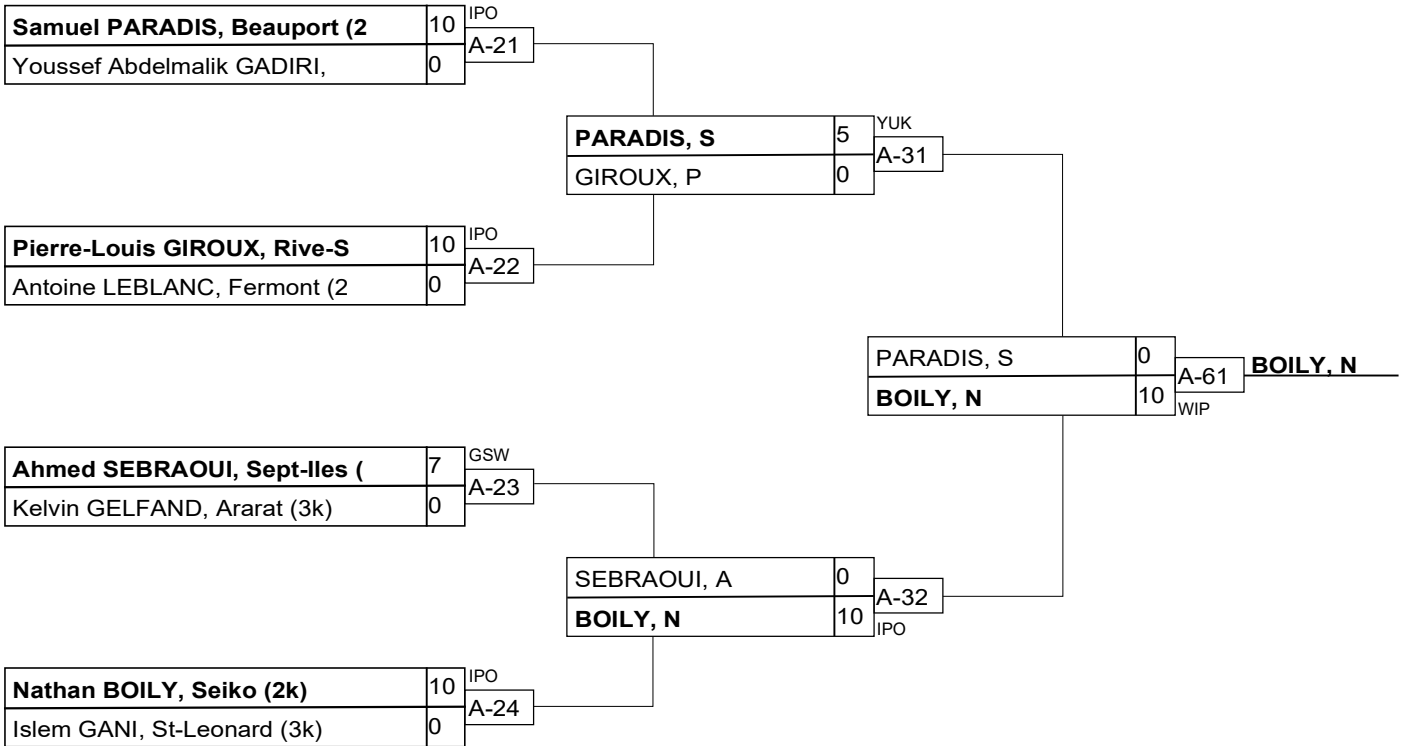 Samuel PARADIS, Beauport (2 10 IPO
A-21
Youssef Abdelmalik GADIRI, 0
PARADIS, S 5 YUK
A-31
GIROUX, P 0
Pierre-Louis GIROUX, Rive-S 10 IPO
A-22
Antoine LEBLANC, Fermont (2 0
PARADIS, S 0
A-61 BOILY, N
BOILY, N 10 WIP
Ahmed SEBRAOUI, Sept-Iles ( 7 GSW
A-23
Kelvin GELFAND, Ararat (3k) 0
SEBRAOUI, A 0
A-32
BOILY, N 10 IPO
Nathan BOILY, Seiko (2k) 10 IPO
A-24
Islem GANI, St-Leonard (3k) 0